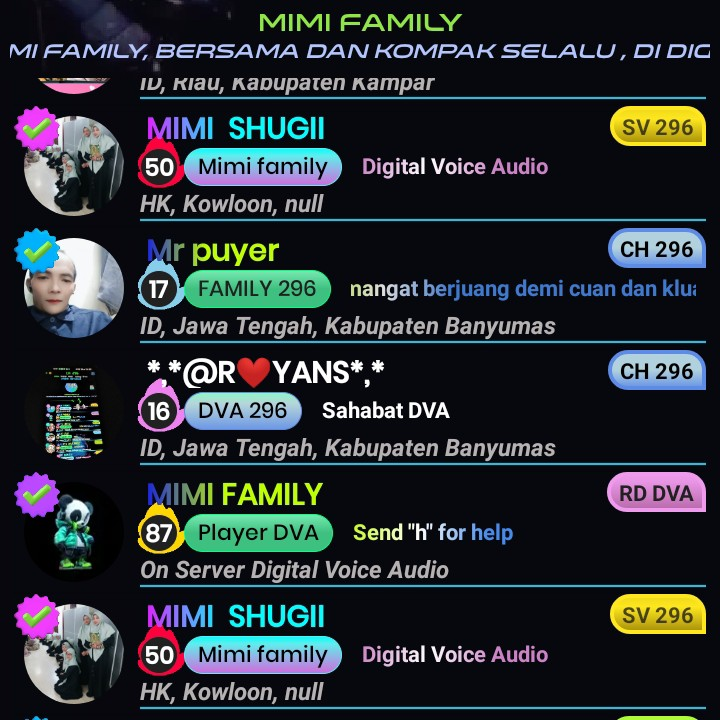 MIMI FAMILY
MI FAMILY, BERSAMA DAN KOMPAK SELALU , DI DIG
ID, Riau, Kabupaten Kampar
MIMI SHUGII
SV 296
50 Mimi family Digital Voice Audio
HK, Kowloon, null
Mr puyer
CH 296
17 FAMILY 296 nangat berjuang demi cuan dan klua
ID, Jawa Tengah, Kabupaten Banyumas
*,*@R❤️YANS*,*
CH 296
16 DVA 296 Sahabat DVA
ID, Jawa Tengah, Kabupaten Banyumas
MIMI FAMILY
RD DVA
87 Player DVA Send "h" for help
On Server Digital Voice Audio
MIMI SHUGII
SV 296
50 Mimi family Digital Voice Audio
HK, Kowloon, null